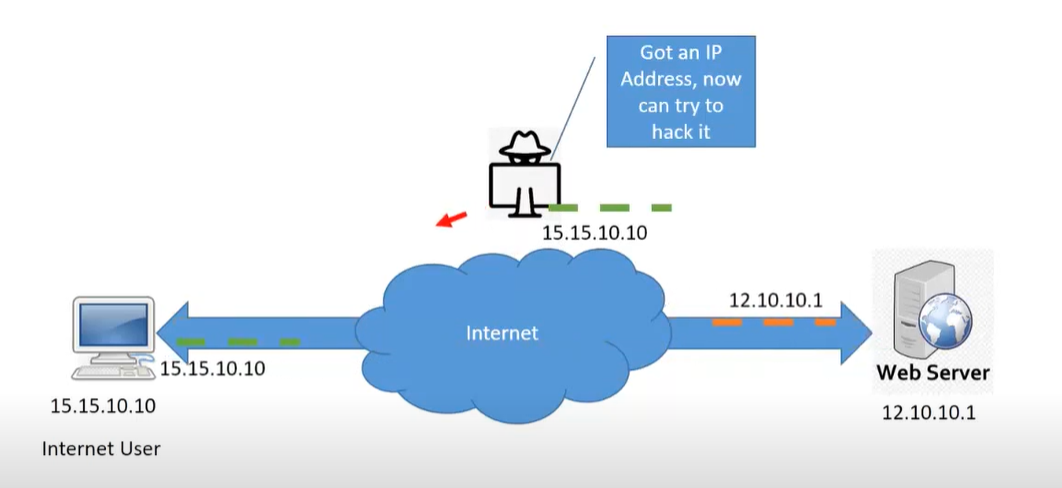 Got an IP
Address, now
can try to
hack it
15.15.10.10
12.10.10.1
Internet
15.15.10.10
Web Server
15.15.10.10
12.10.10.1
Internet User